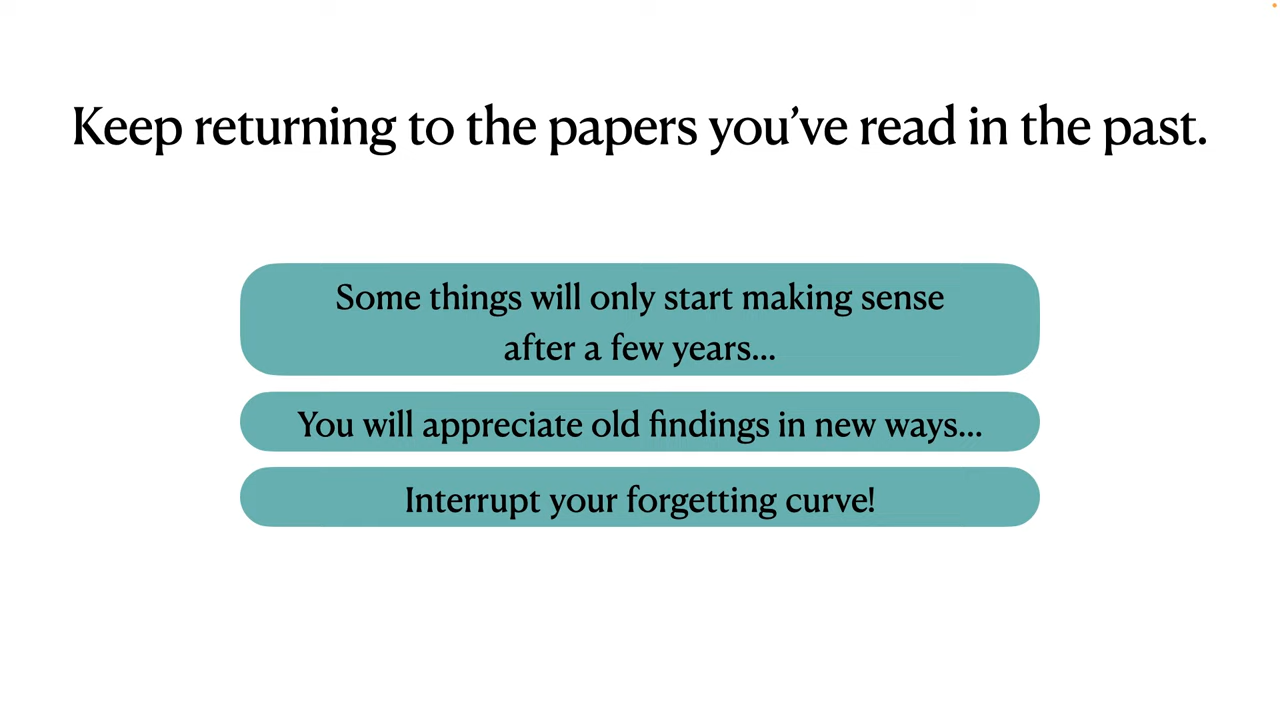 Keep returning to the papers you’ve read in the past.
Some things will only start making sense
after a few years...
You will appreciate old findings in new ways...
Interrupt your forgetting curve!